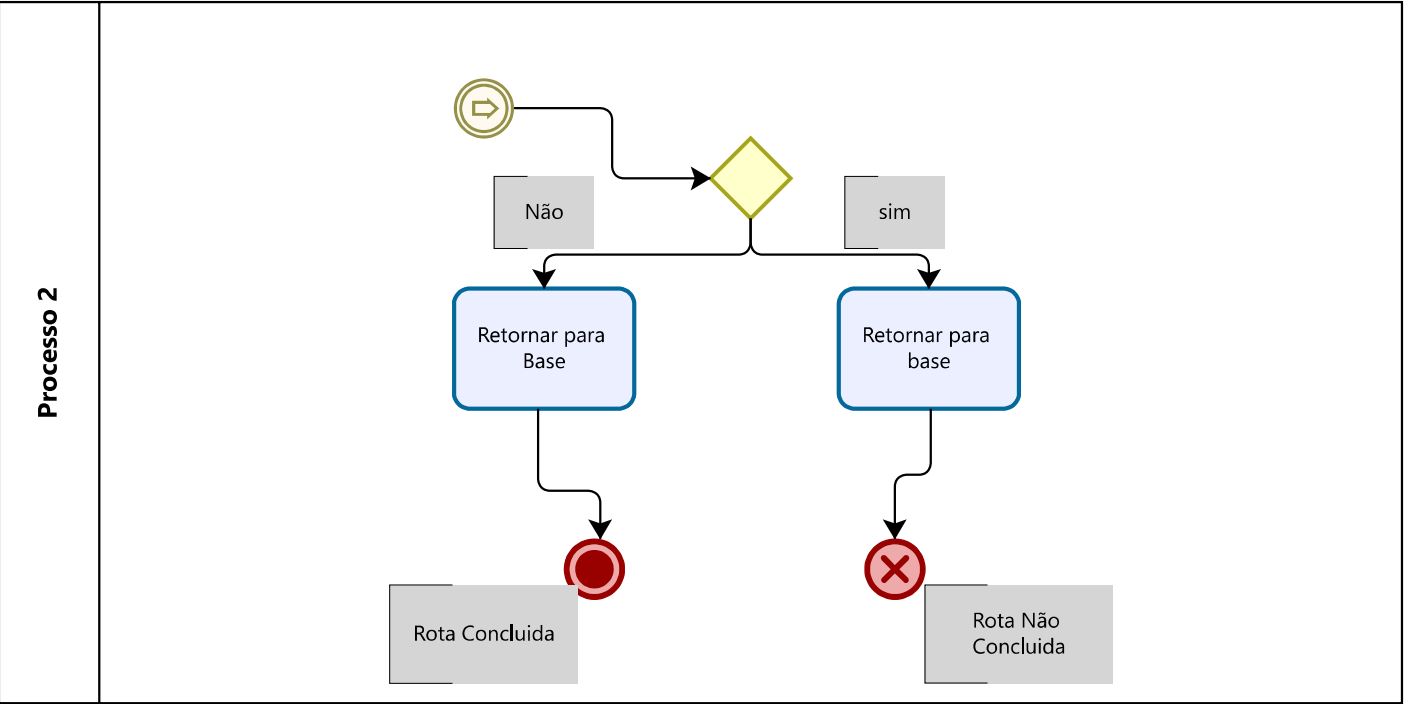 Processo 2
Não
sim
Retornar para
Base
Retornar para
base
Rota Concluida
Rota Não
Concluida